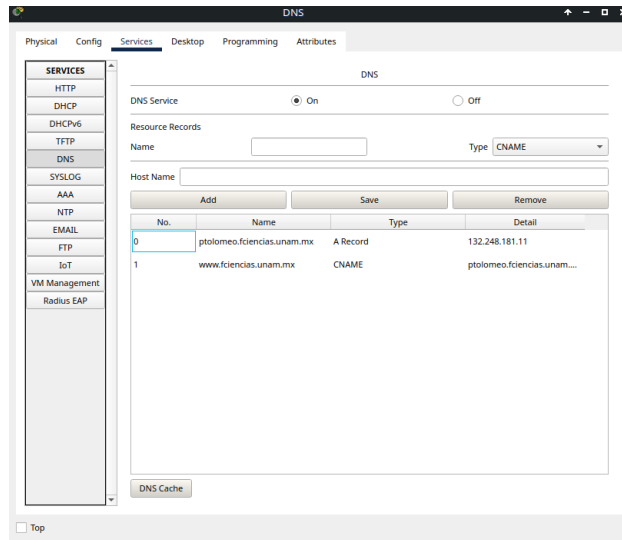 DNS
Physical Config Services Desktop Programming Attributes
SERVICES
HTTP
DHCP
DHCPv6
TFTP
DNS
SYSLOG
AAA
NTP
EMAIL
FTP
IoT
VM Management
Radius EAP
DNS
DNS Service On Off
Resource Records
Name Type CNAME
Host Name
Add Save Remove
No. Name Type Detail
0 ptolomeo.fciencias.unam.mx A Record 132.248.181.11
1 www.fciencias.unam.mx CNAME ptolomeo.fciencias.unam....
DNS Cache
Top